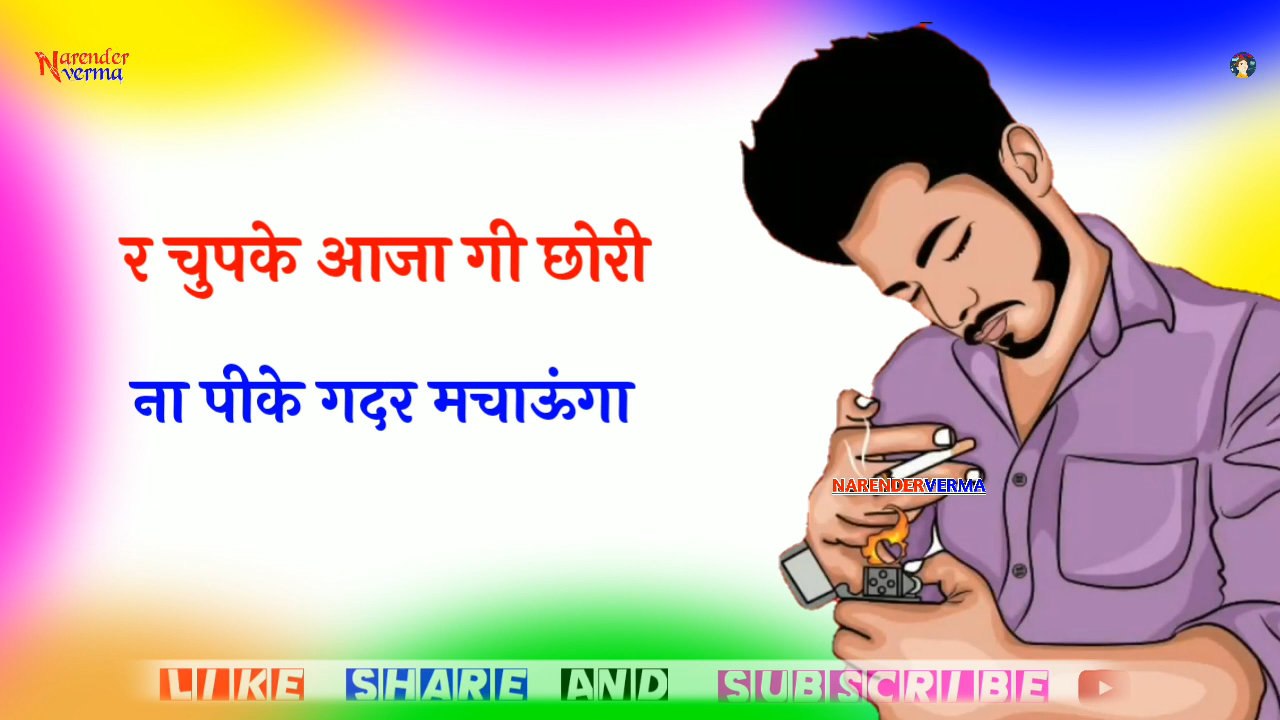 Narender
verma
र चुपके आजा गी छोरी
ना पीके गदर मचाऊंगा
NARENDERVERMA
LIKE SHARE AND SUBSCRIBE